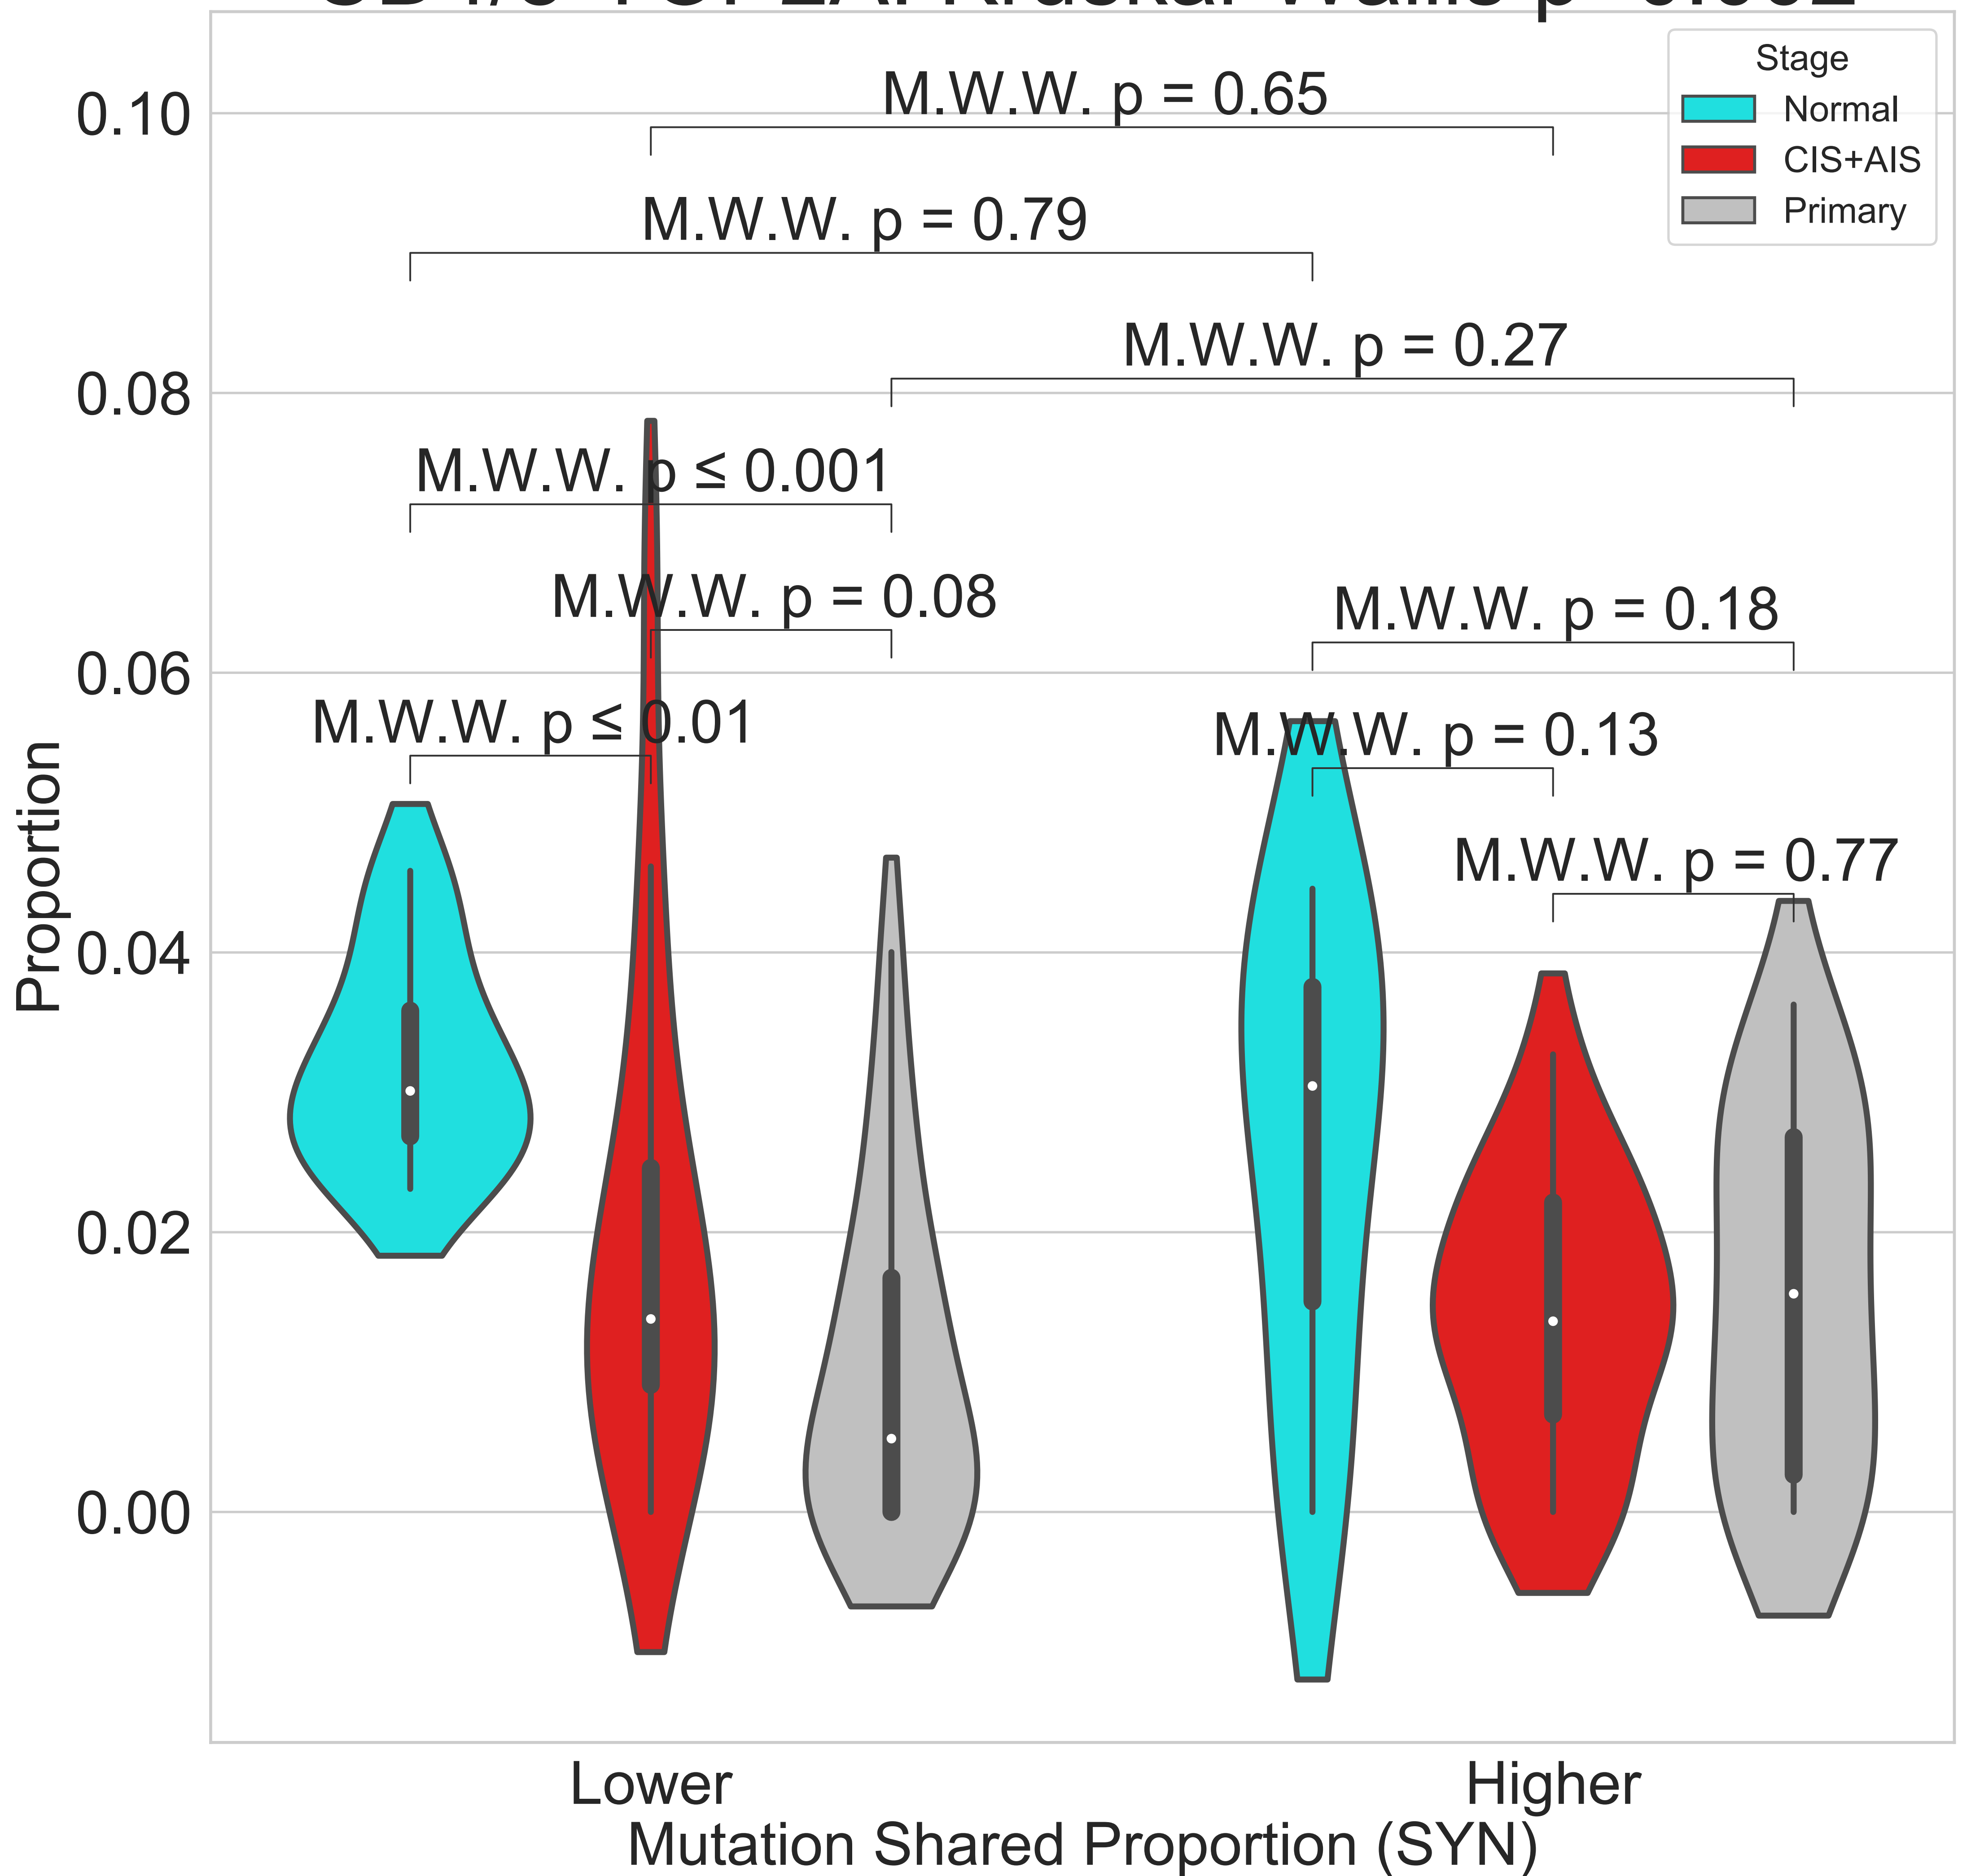 M.W.W. p = 0.65
M.W.W. p = 0.79
M.W.W. p = 0.27
M.W.W. p ≤ 0.001
M.W.W. p = 0.08
M.W.W. p = 0.18
M.W.W. p ≤ 0.01
M.W.W. p = 0.13
M.W.W. p = 0.77
Stage
Normal
CIS+AIS
Primary
0.10
0.08
0.06
0.04
0.02
0.00
Proportion
Lower
Higher
Mutation Shared Proportion (SYN)